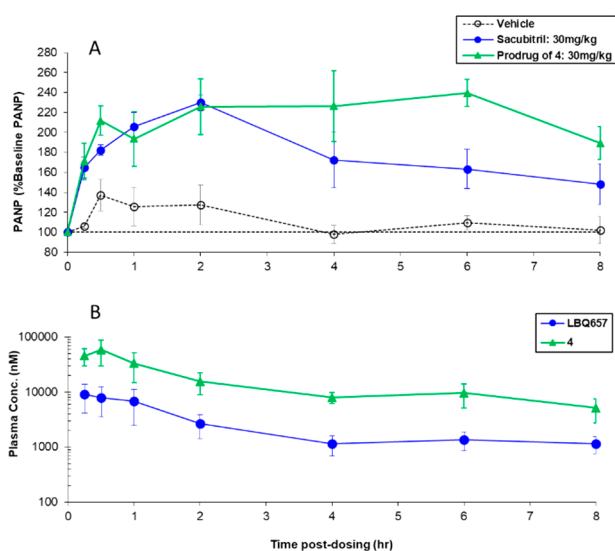 Vehicle
Sacubitril: 30mg/kg
Prodrug of 4: 30mg/kg
A
PANP (%Baseline PANP)
280
260
240
220
200
180
160
140
120
100
80
0 1 2 3 4 5 6 7 8
B
LBQ657
4
Plasma Conc. (nM)
100000
10000
1000
100
0 1 2 3 4 5 6 7 8
Time post-dosing (hr)